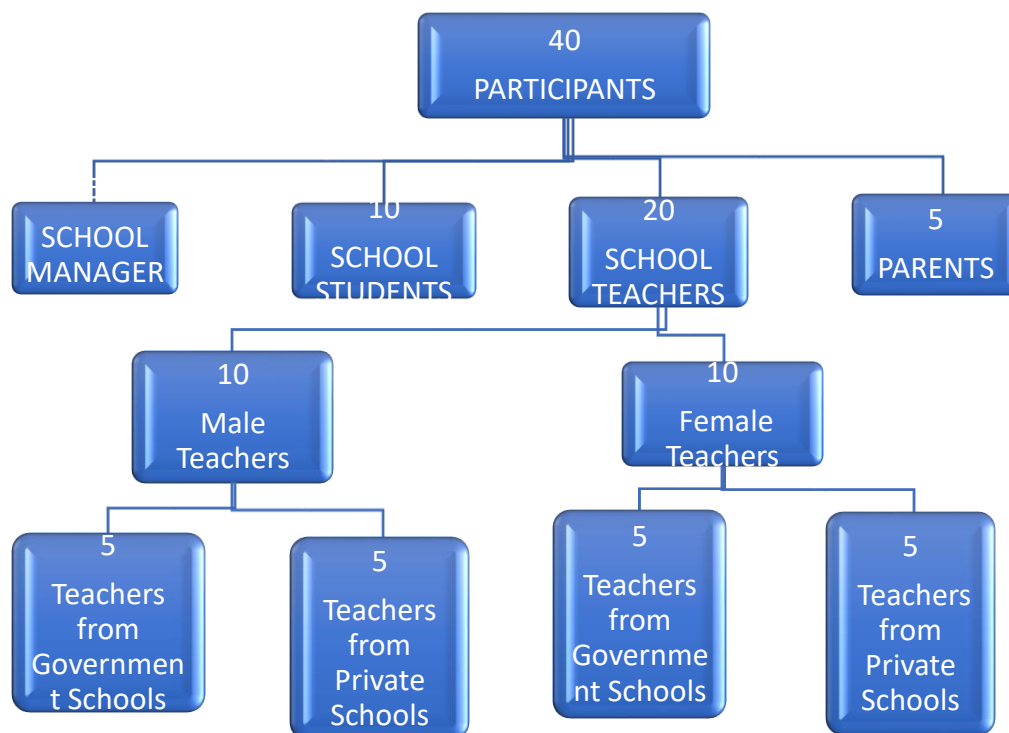 40
PARTICIPANTS
SCHOOL
MANAGER
10
SCHOOL
STUDENTS
20
SCHOOL
TEACHERS
5
PARENTS
10
Male
Teachers
10
Female
Teachers
5
Teachers
from
Governmen
t Schools
5
Teachers
from
Private
Schools
5
Teachers
from
Governme
nt Schools
5
Teachers
from
Private
Schools